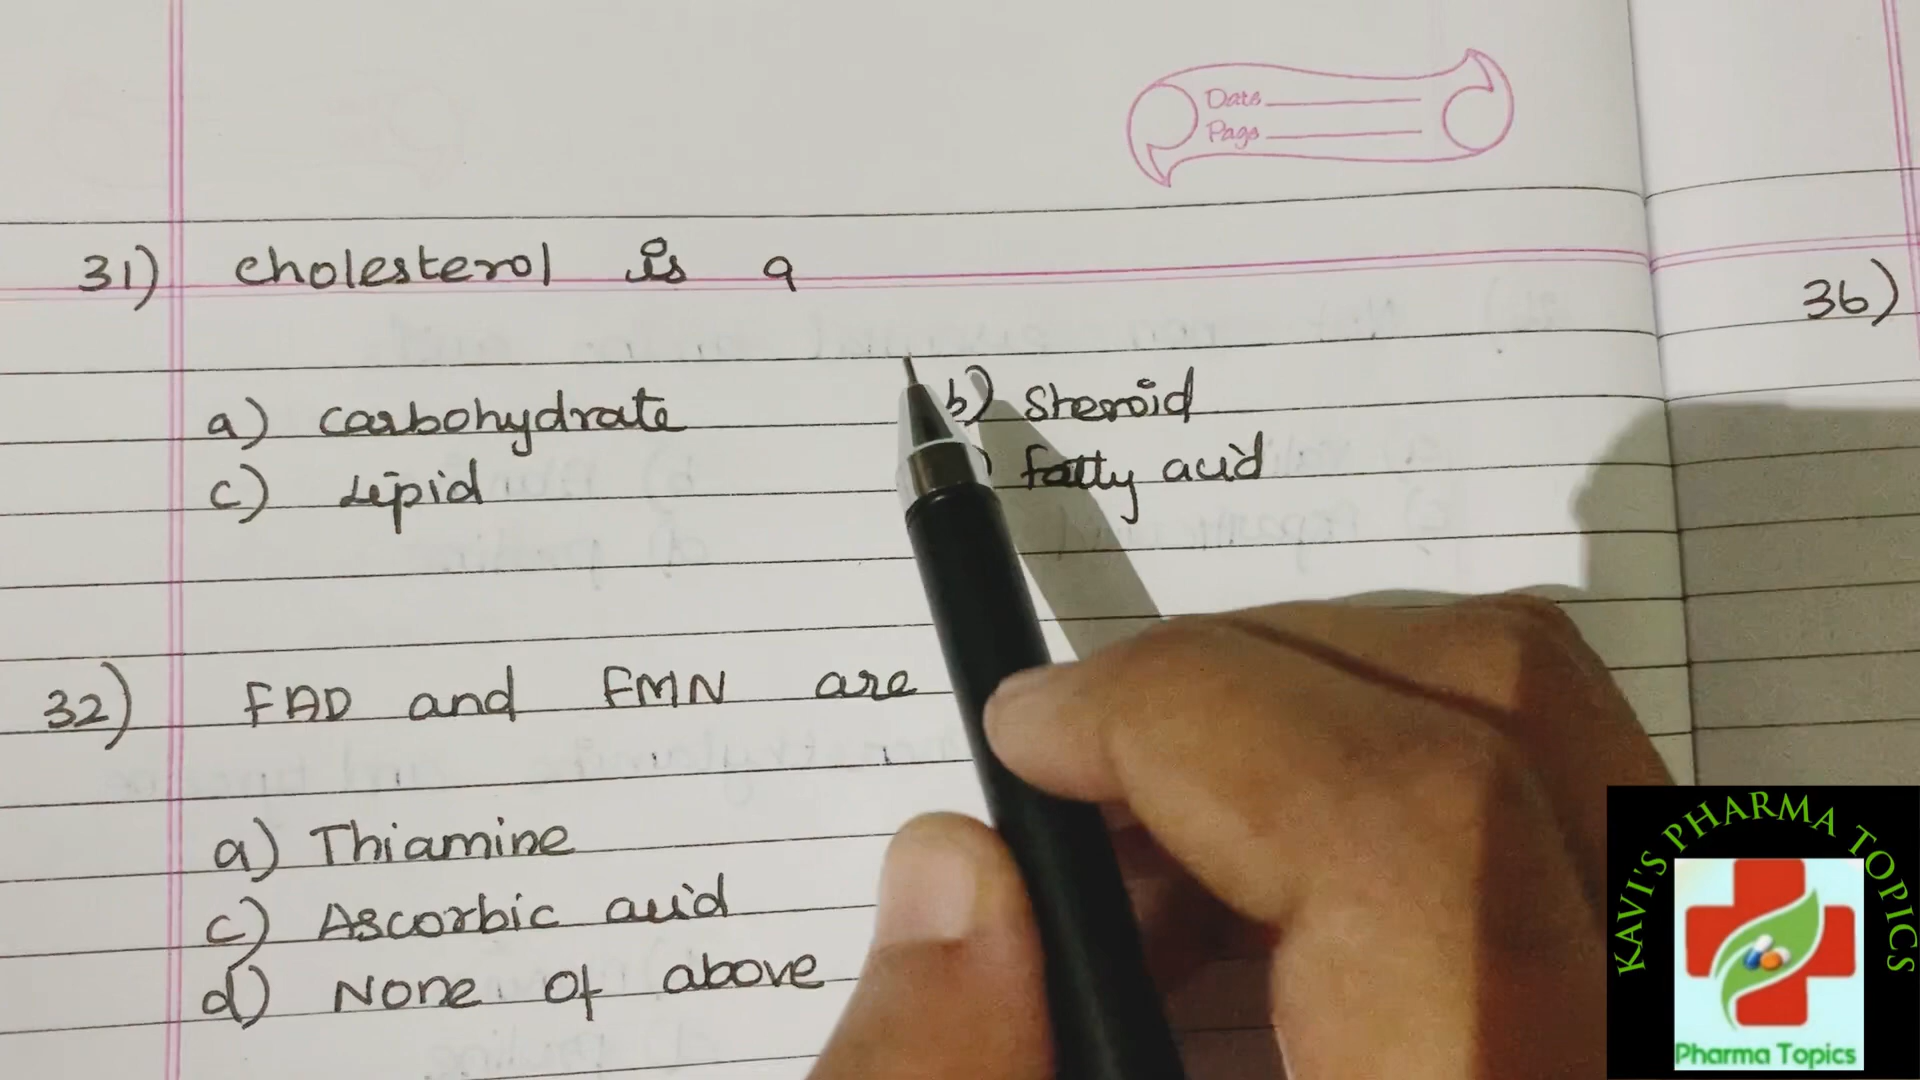 Date
Page
31) cholesterol is a
36)
a) carbohydrate b) Steroid
c) Lipid ) fatty acid
32) FAD and FMN are
a) Thiamine
c) Ascorbic acid
d) None of above
KAVI'S PHARMA TOPICS
Pharma Topics